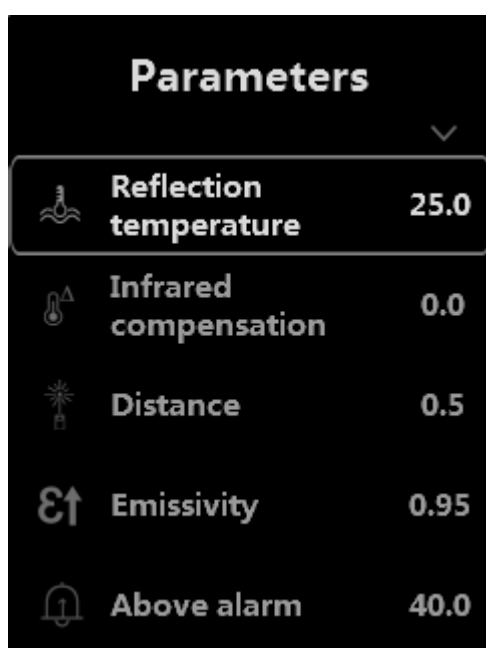 Parameters
Reflection
temperature 25.0
Infrared
compensation 0.0
Distance 0.5
Ɛ↑ Emissivity 0.95
Above alarm 40.0